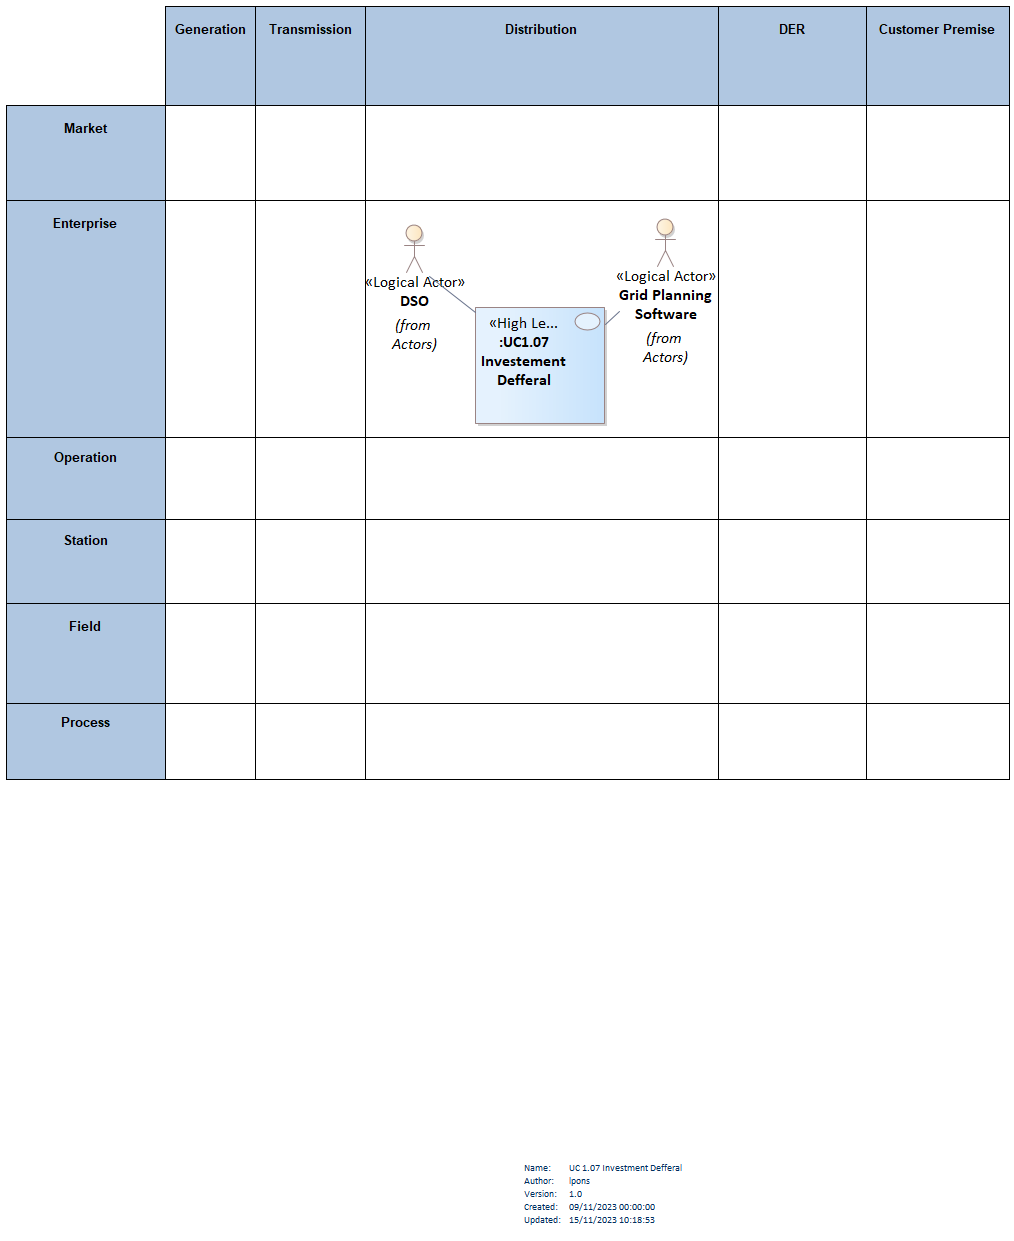 Generation Transmission Distribution DER Customer Premise
Market
Enterprise
«Logical Actor»
DSO
(from
Actors)
«Logical Actor»
Grid Planning
Software
(from
Actors)
«High Le...
:UC1.07
Investement
Defferal
Operation
Station
Field
Process
Name: UC 1.07 Investment Defferal
Author: lpons
Version: 1.0
Created: 09/11/2023 00:00:00
Updated: 15/11/2023 10:18:53